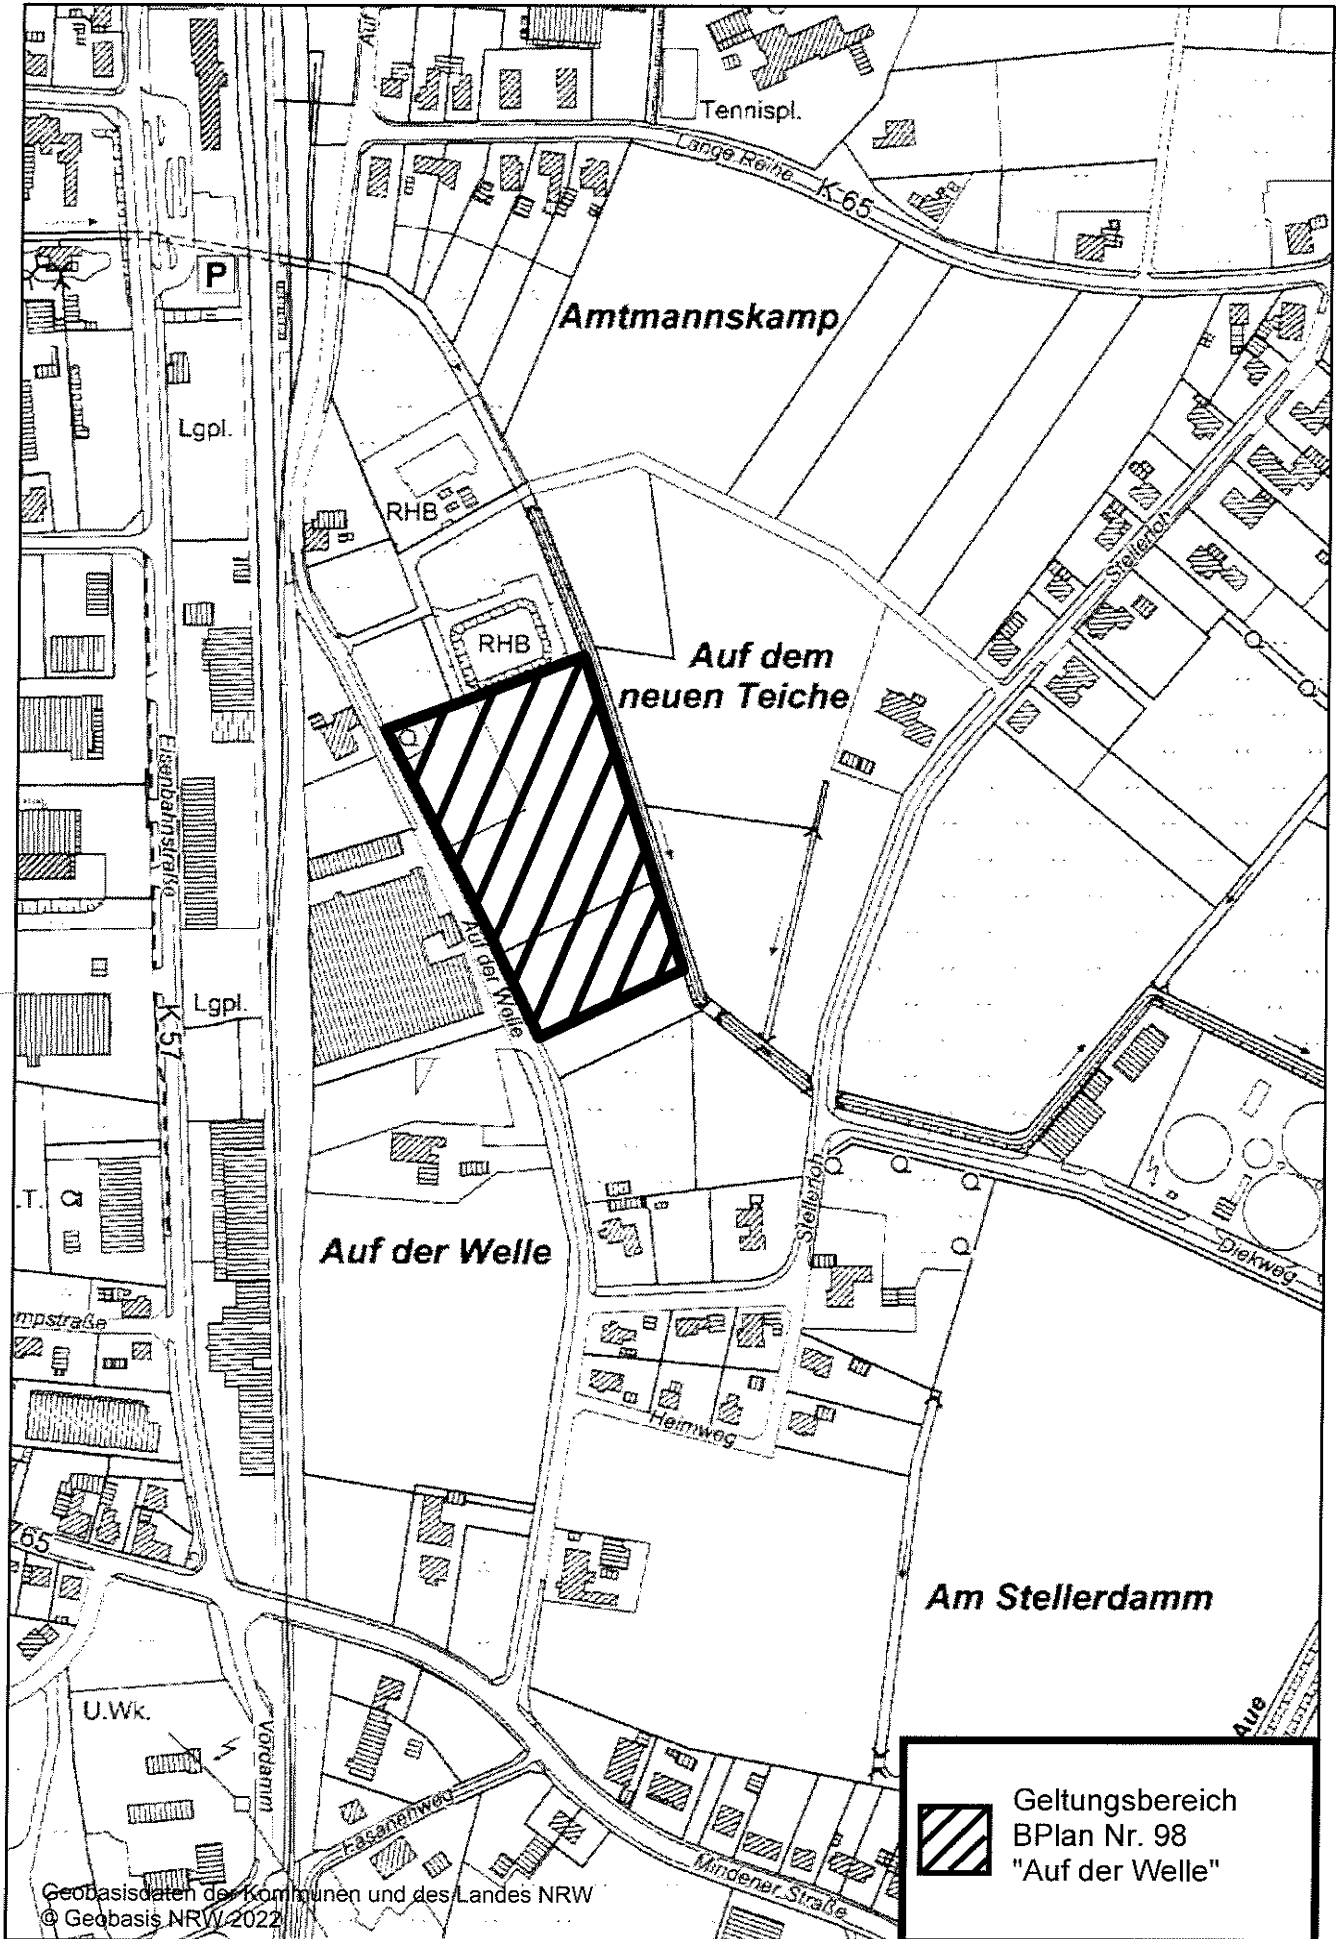 Auf
Tennispl.
Lange Reihe
K 65
P
Amtmannskamp
Lgpl.
RHB
Stellerloh
RHB
Auf dem
neuen Teiche
Eisenbahnstraße
Auf der Welle
Lgpl.
K 57
.T.
Stellerloh
Auf der Welle
Diekweg
mpstraße
Heimweg
765
Am Stellerdamm
U.Wk.
Vordamm
Aue
Fasanenweg
Mindener Straße
Geltungsbereich
BPlan Nr. 98
"Auf der Welle"
Geobasisdaten der Kommunen und des Landes NRW
© Geobasis NRW 2022